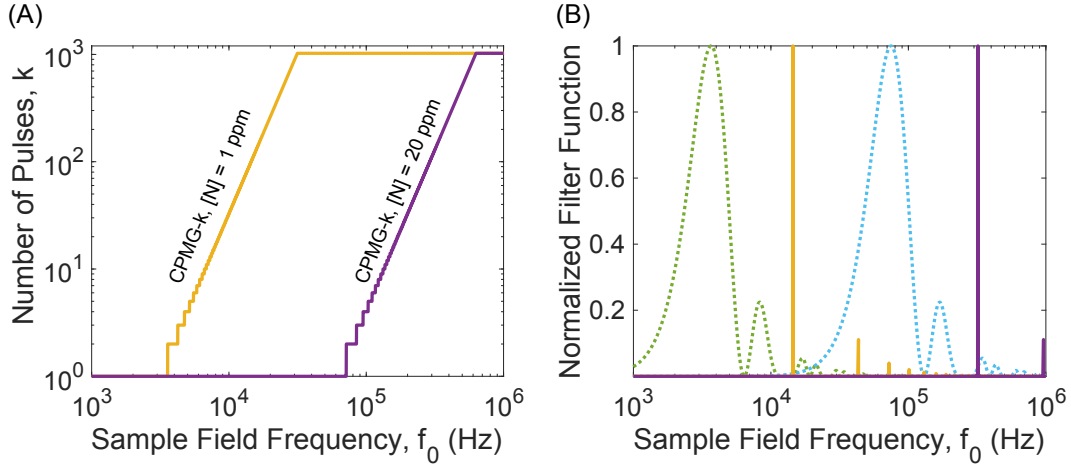 (A)
Number of Pulses, k
10^3
10^2
10^1
10^0
CPMG-k, [N] = 1 ppm
CPMG-k, [N] = 20 ppm
10^3
10^4
10^5
10^6
Sample Field Frequency, f_0 (Hz)
(B)
Normalized Filter Function
1
0.8
0.6
0.4
0.2
10^3
10^4
10^5
10^6
Sample Field Frequency, f_0 (Hz)